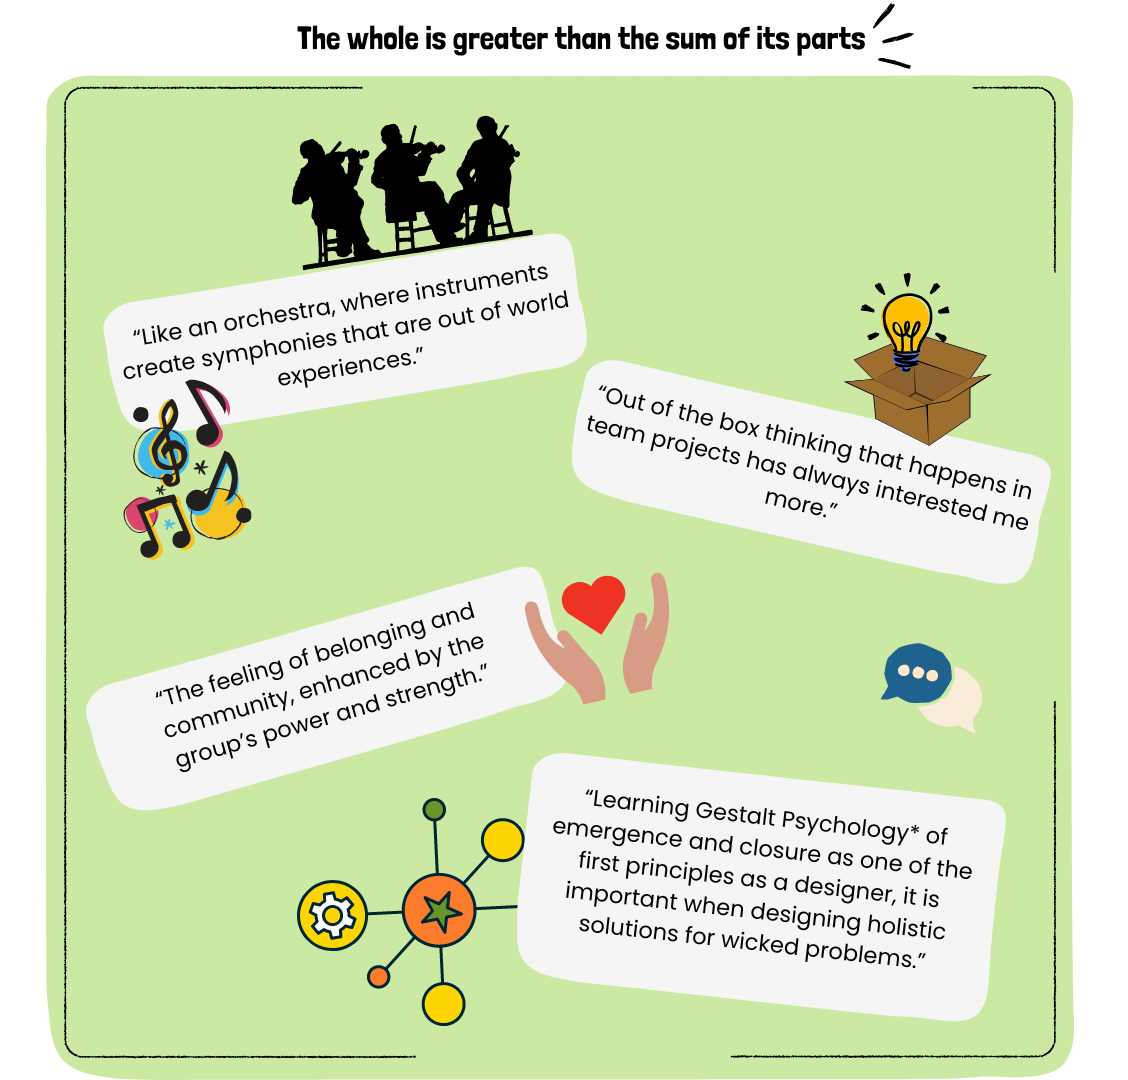 The whole is greater than the sum of its parts
“Like an orchestra, where instruments
create symphonies that are out of world
experiences.”
“Out of the box thinking that happens in
team projects has always interested me
more.”
“The feeling of belonging and
community, enhanced by the
group’s power and strength.”
“Learning Gestalt Psychology* of
emergence and closure as one of the
first principles as a designer, it is
important when designing holistic
solutions for wicked problems.”